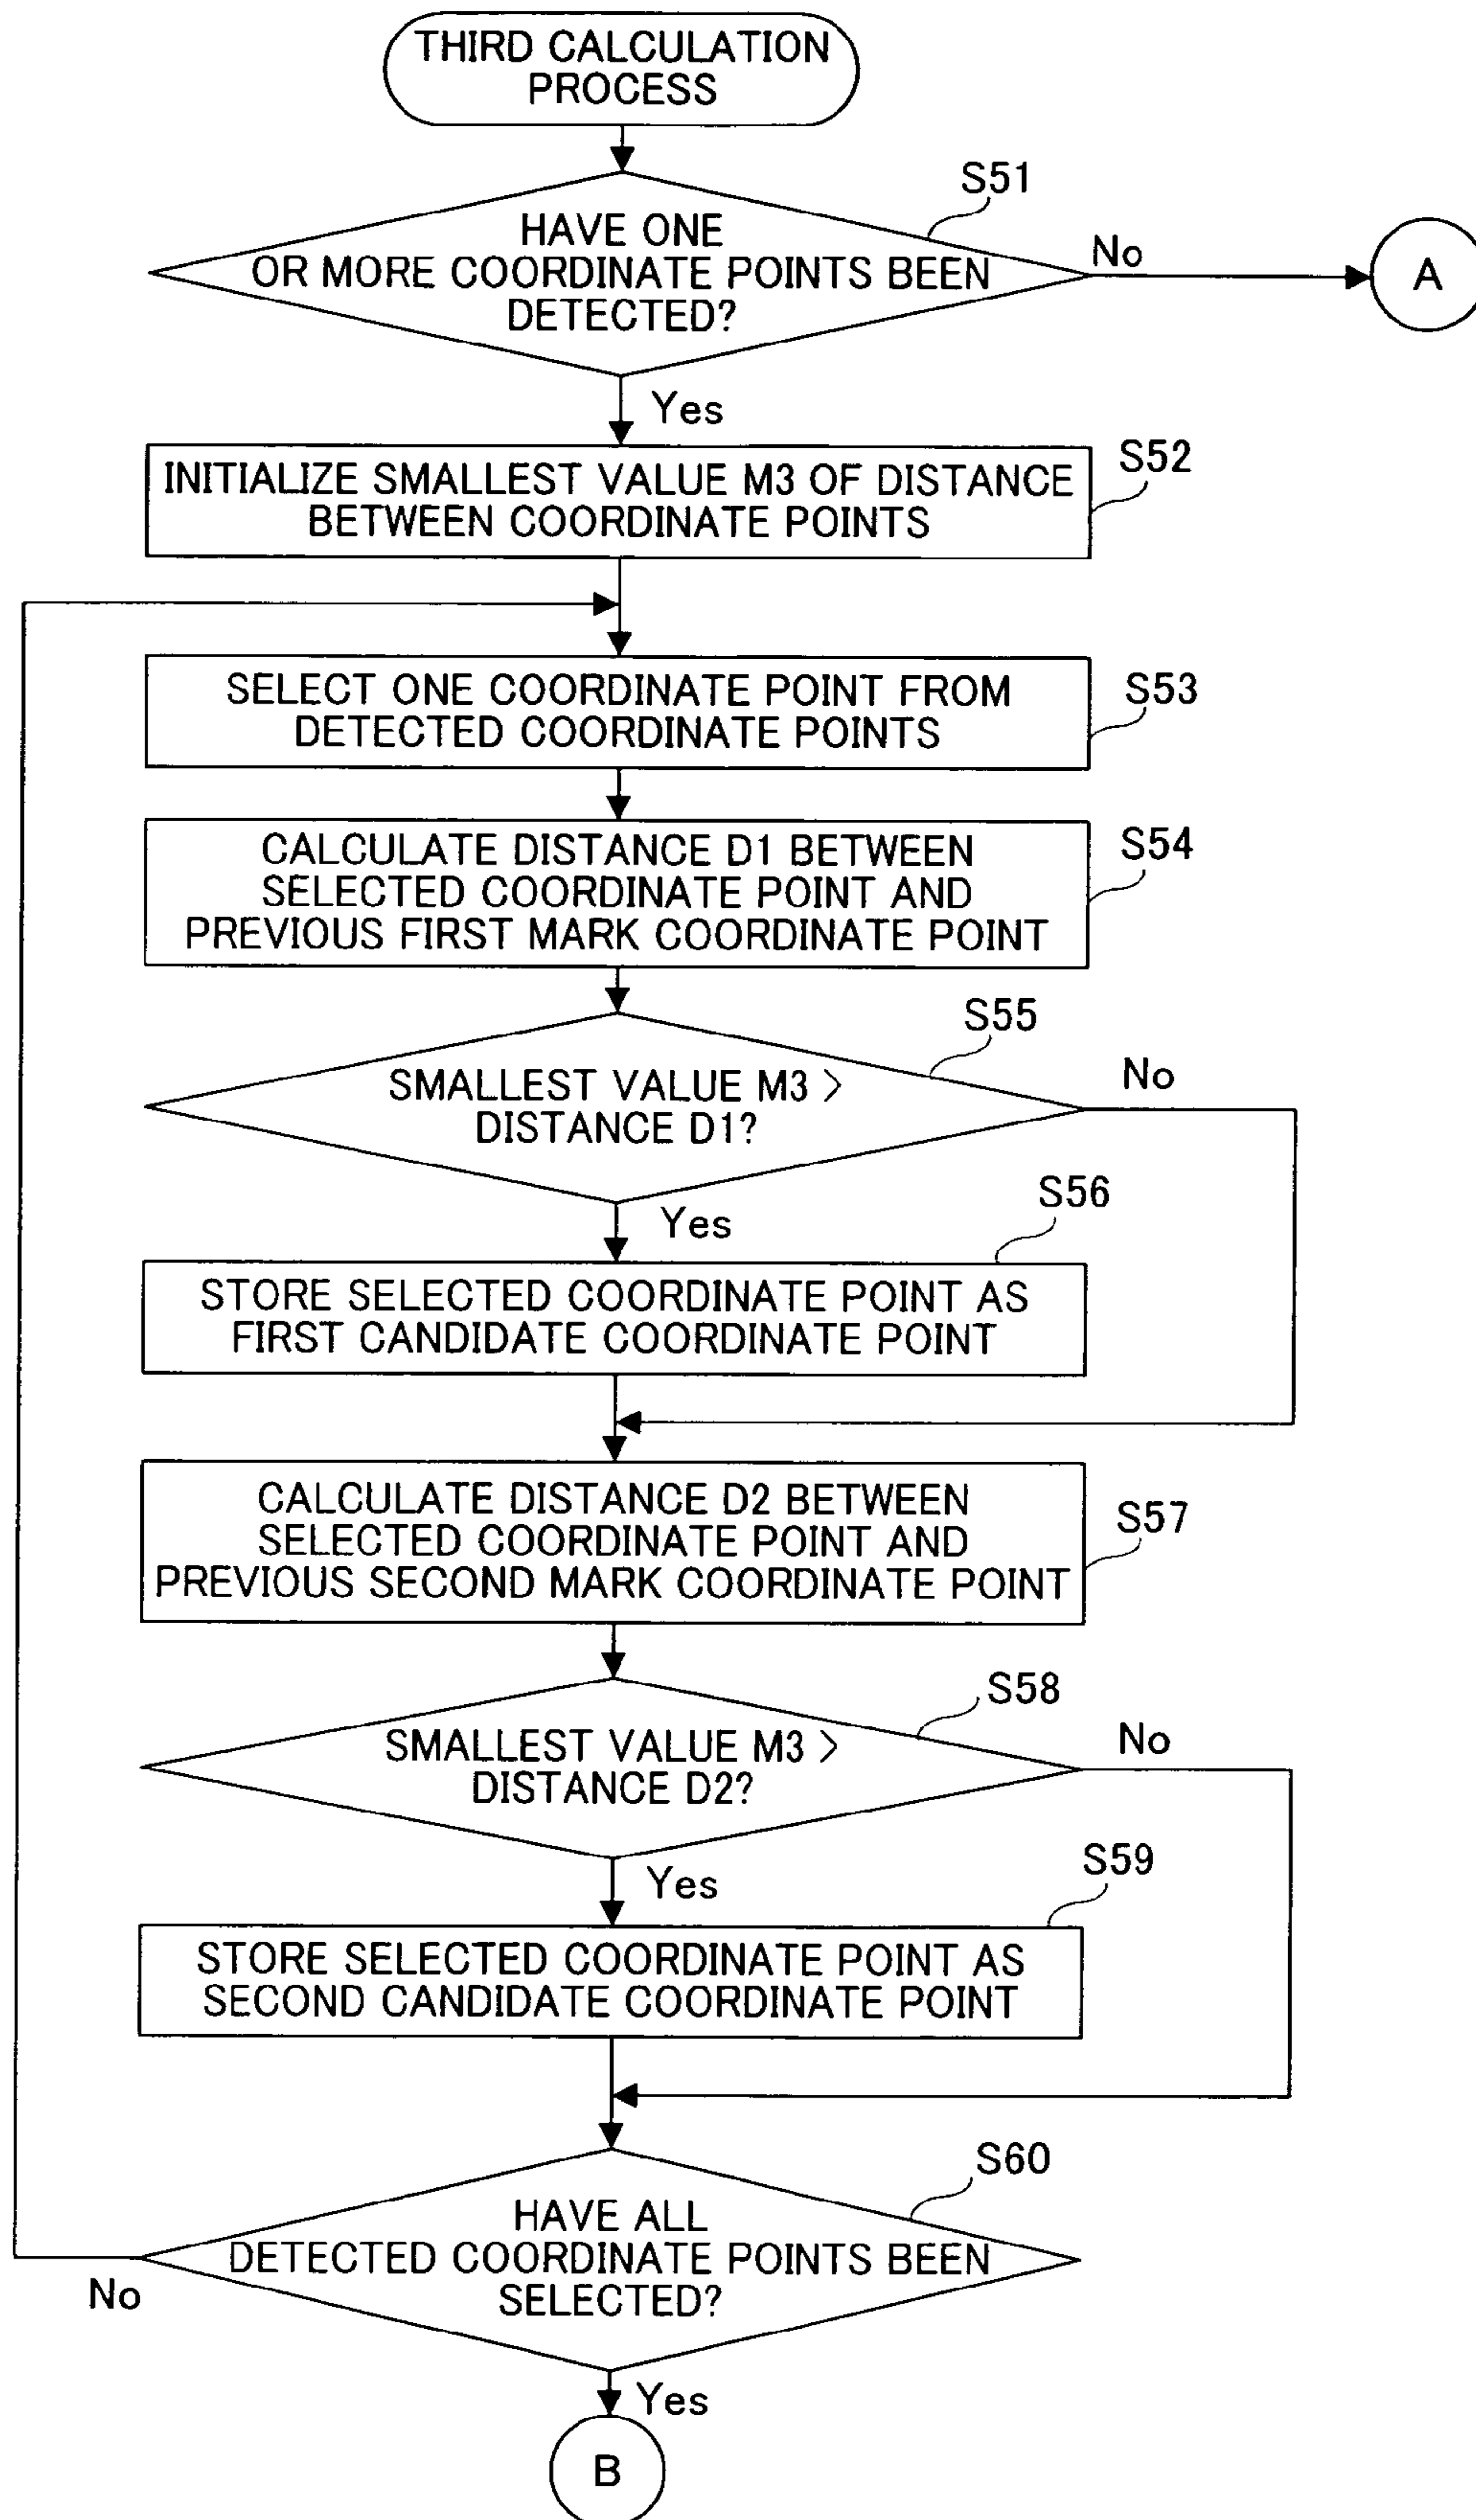 THIRD CALCULATION
PROCESS
S51
HAVE ONE
OR MORE COORDINATE POINTS BEEN
DETECTED?
No
A
Yes
S52
INITIALIZE SMALLEST VALUE M3 OF DISTANCE
BETWEEN COORDINATE POINTS
S53
SELECT ONE COORDINATE POINT FROM
DETECTED COORDINATE POINTS
S54
CALCULATE DISTANCE D1 BETWEEN
SELECTED COORDINATE POINT AND
PREVIOUS FIRST MARK COORDINATE POINT
S55
SMALLEST VALUE M3 >
DISTANCE D1?
No
Yes
S56
STORE SELECTED COORDINATE POINT AS
FIRST CANDIDATE COORDINATE POINT
S57
CALCULATE DISTANCE D2 BETWEEN
SELECTED COORDINATE POINT AND
PREVIOUS SECOND MARK COORDINATE POINT
S58
SMALLEST VALUE M3 >
DISTANCE D2?
No
Yes
S59
STORE SELECTED COORDINATE POINT AS
SECOND CANDIDATE COORDINATE POINT
S60
HAVE ALL
DETECTED COORDINATE POINTS BEEN
SELECTED?
No
Yes
B